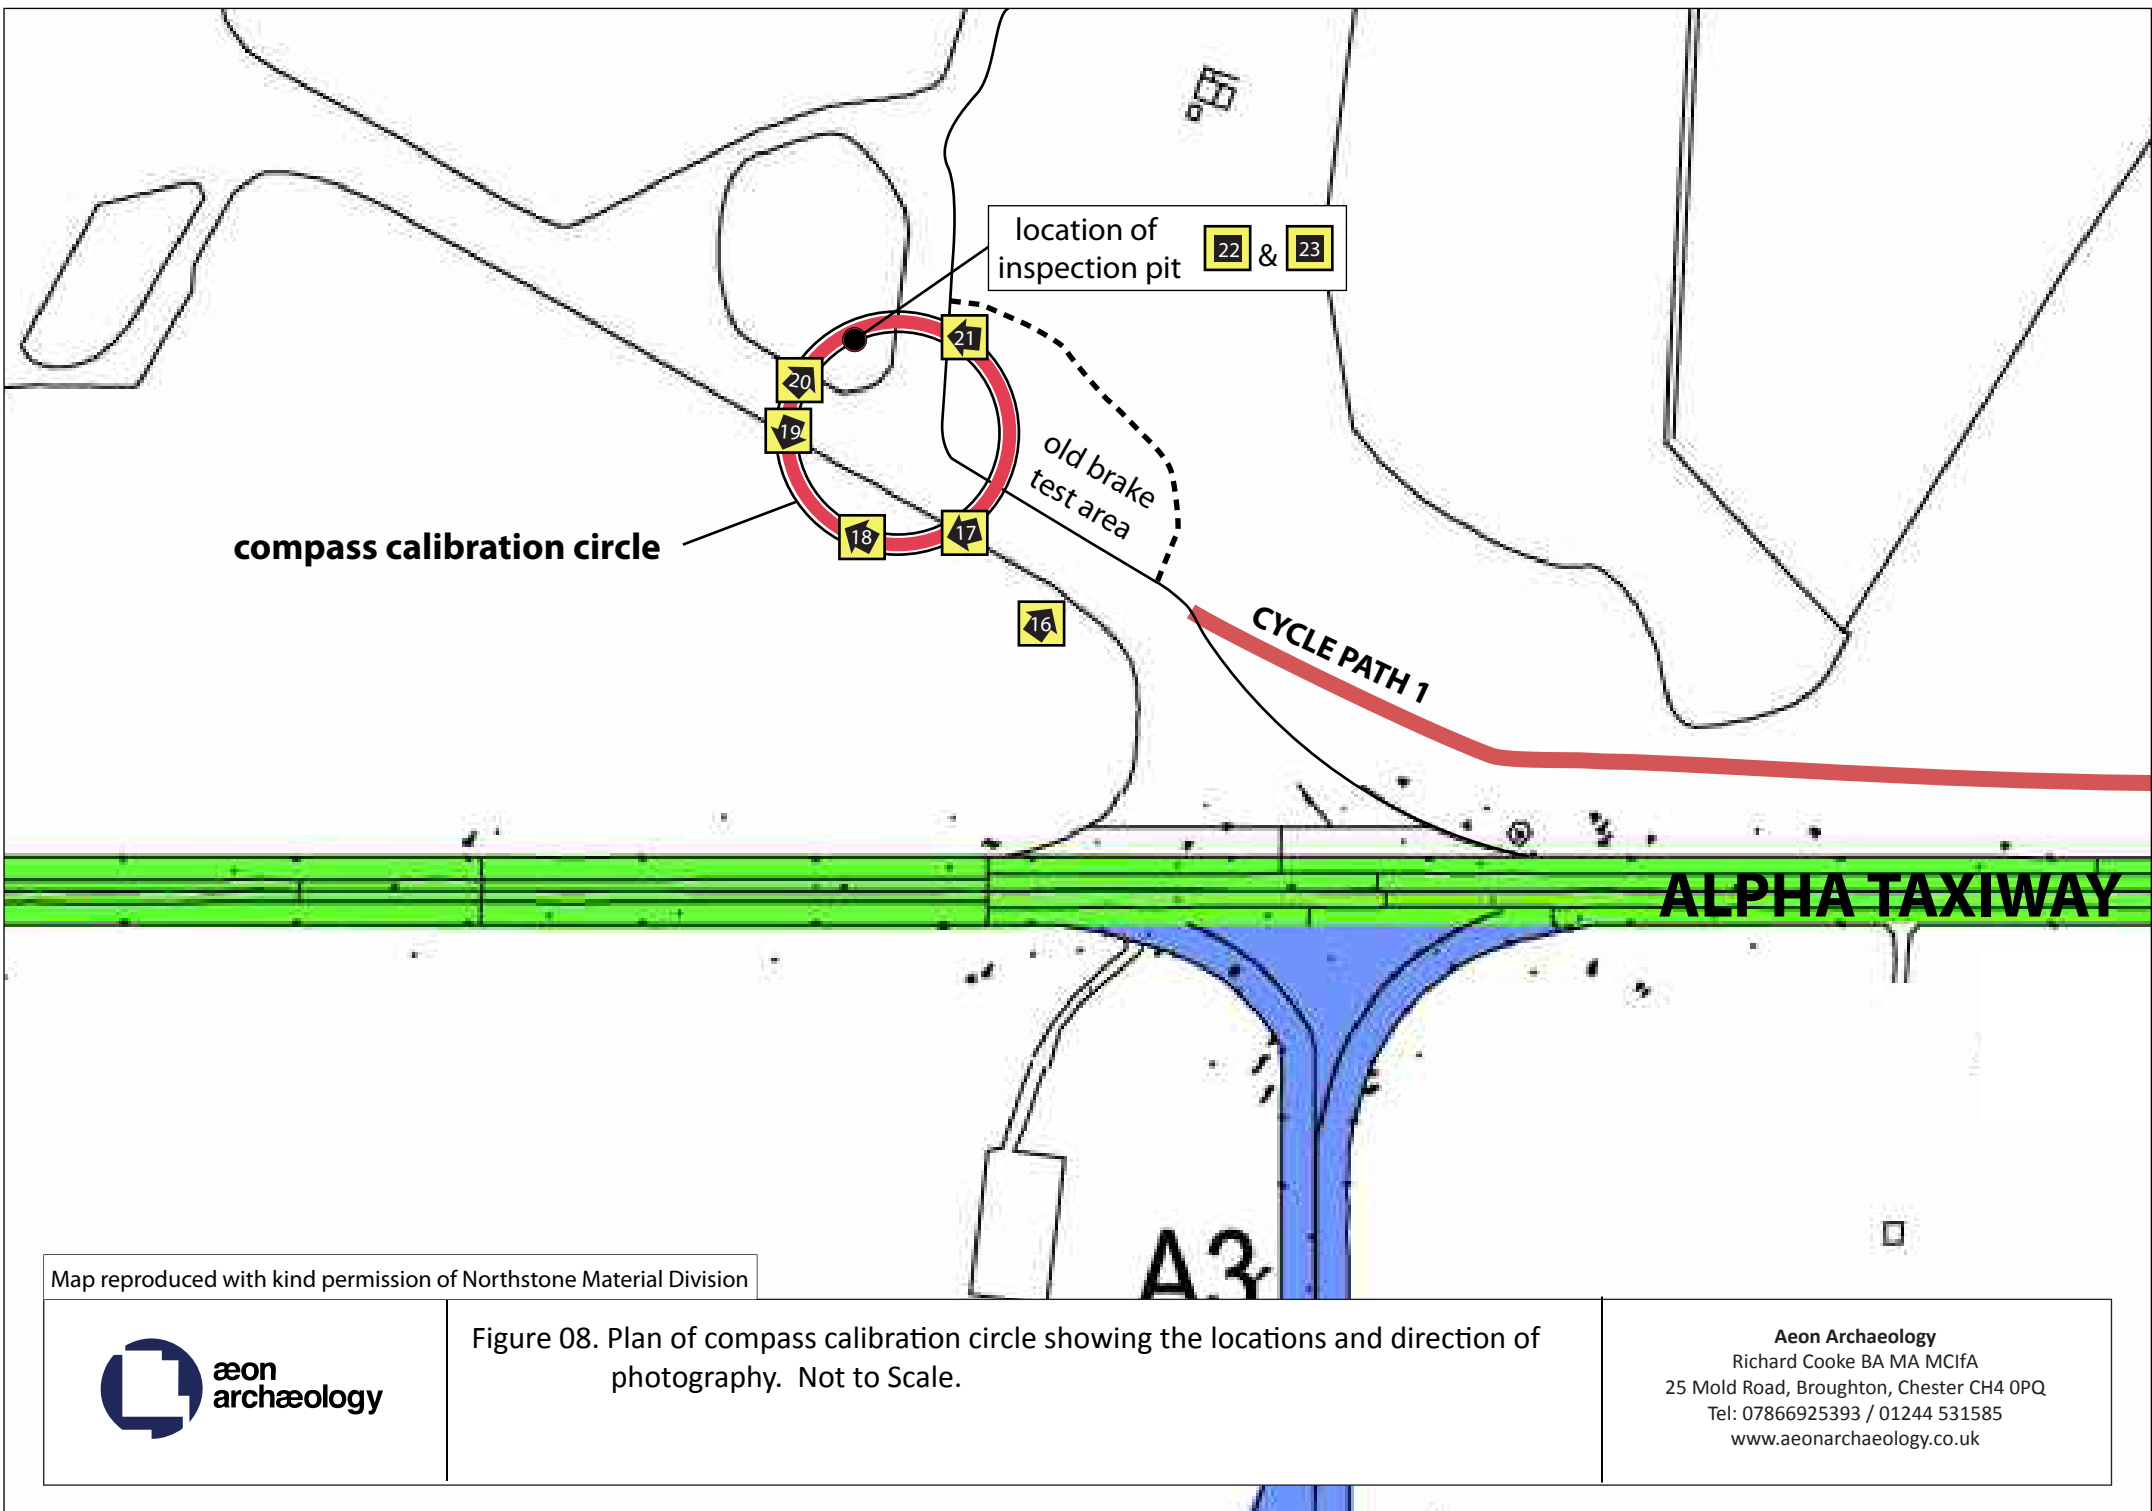 location of
inspection pit
22 & 23
21
20
19
18
17
16
old brake
test area
compass calibration circle
CYCLE PATH 1
ALPHA TAXIWAY
A3
Map reproduced with kind permission of Northstone Material Division
æon
archæology
Figure 08. Plan of compass calibration circle showing the locations and direction of
photography. Not to Scale.
Aeon Archaeology
Richard Cooke BA MA MCIfA
25 Mold Road, Broughton, Chester CH4 0PQ
Tel: 07866925393 / 01244 531585
www.aeonarchaeology.co.uk